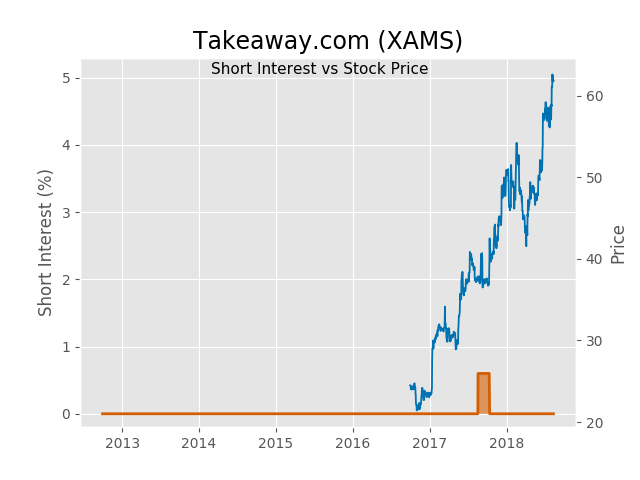 Takeaway.com (XAMS)
Short Interest vs Stock Price
5
4
3
2
1
0
Short Interest (%)
60
50
40
30
20
Price
2013 2014 2015 2016 2017 2018